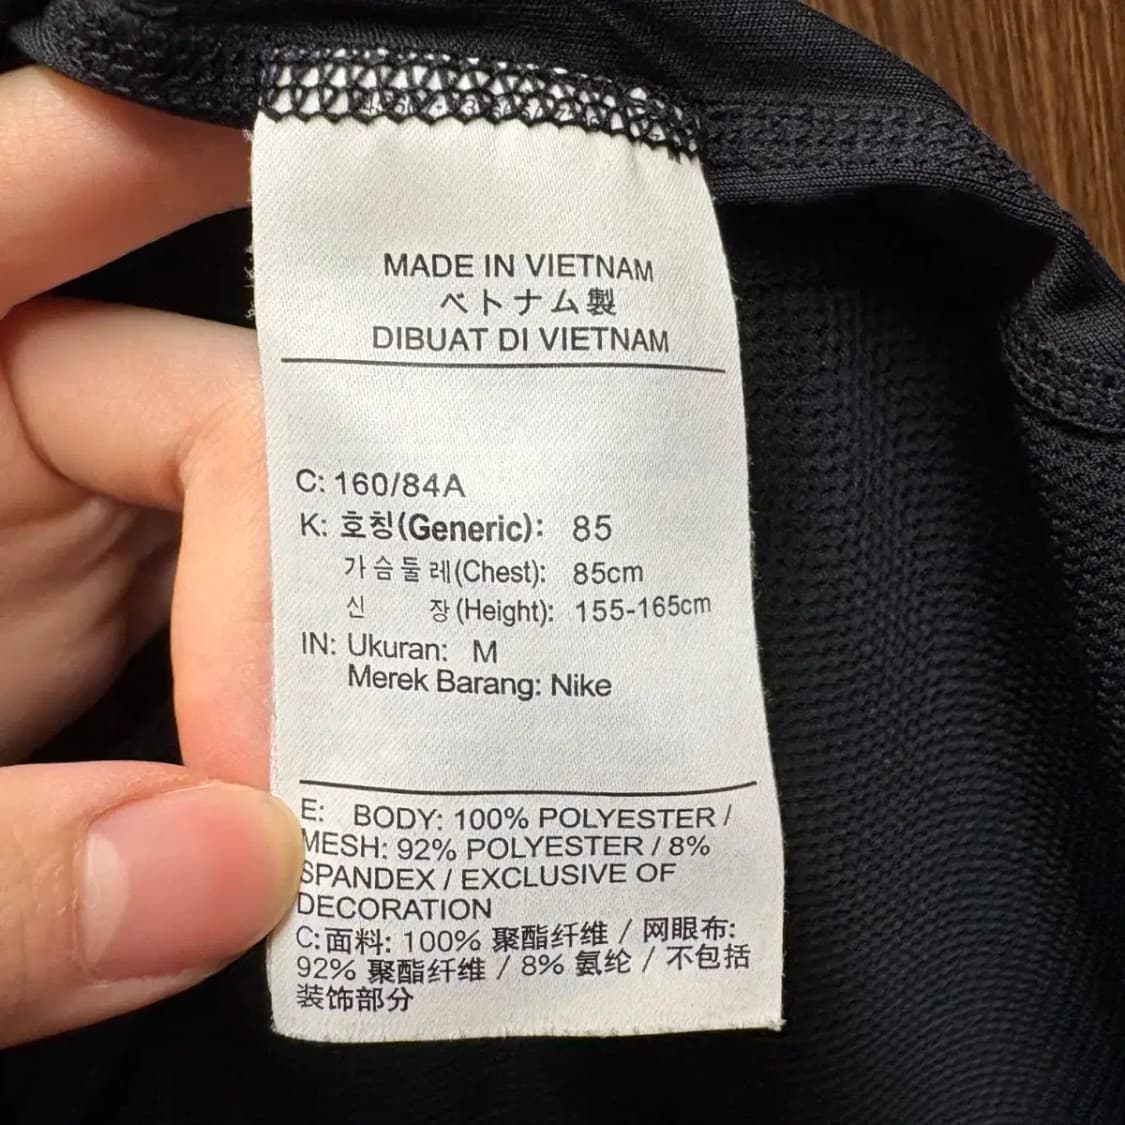 MADE IN VIETNAM
ベトナム製
DIBUAT DI VIETNAM
C: 160/84A
K: 호칭(Generic): 85
가슴둘레(Chest): 85cm
신 장(Height): 155-165cm
IN: Ukuran: M
Merek Barang: Nike
E: BODY: 100% POLYESTER /
MESH: 92% POLYESTER / 8%
SPANDEX / EXCLUSIVE OF
DECORATION
C:面料: 100% 聚酯纤维 / 网眼布:
92% 聚酯纤维 / 8% 氨纶 / 不包括
装饰部分